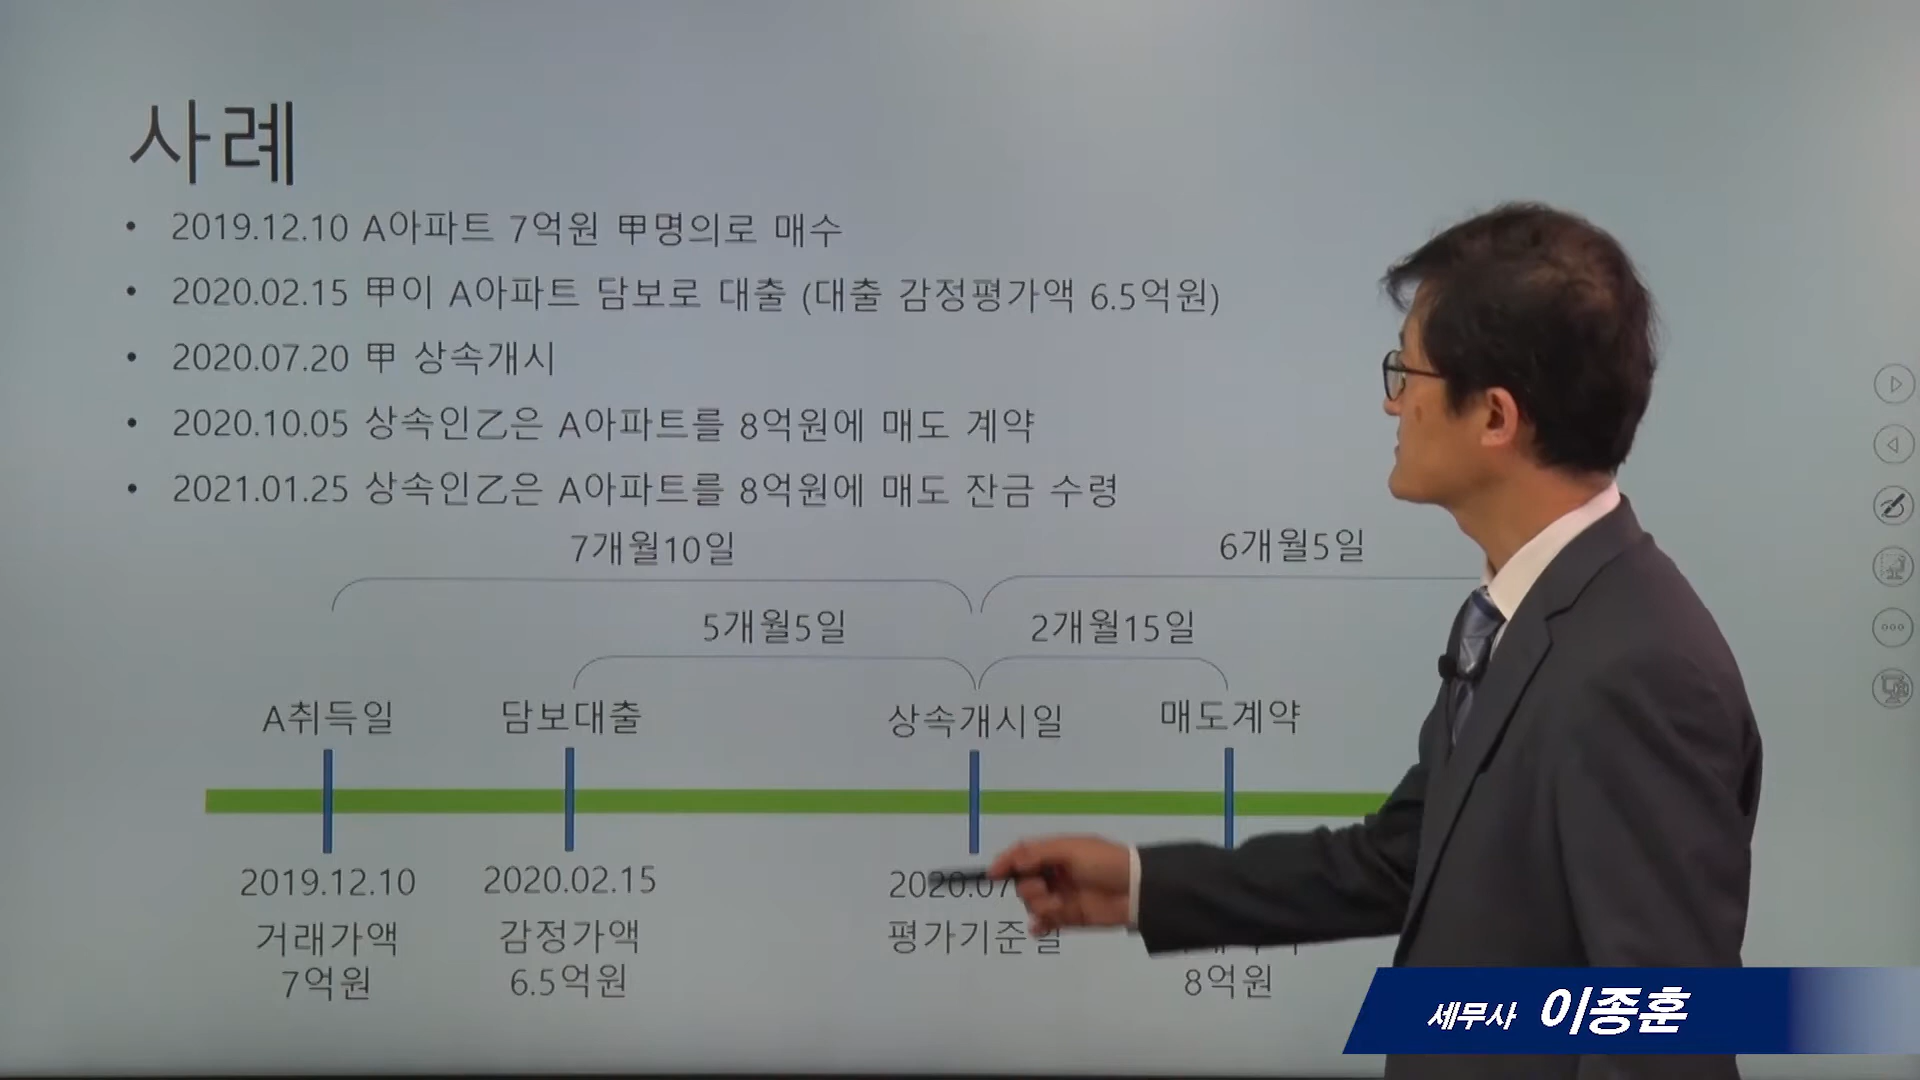 사례
• 2019.12.10 A아파트 7억원 甲명의로 매수
• 2020.02.15 甲이 A아파트 담보로 대출 (대출 감정평가액 6.5억원)
• 2020.07.20 甲 상속개시
• 2020.10.05 상속인乙은 A아파트를 8억원에 매도 계약
• 2021.01.25 상속인乙은 A아파트를 8억원에 매도 잔금 수령
7개월10일 6개월5일
5개월5일 2개월15일
A취득일 담보대출 상속개시일 매도계약
2019.12.10 2020.02.15 2020.07
거래가액 감정가액 평가기준일
7억원 6.5억원 8억원
세무사 이종훈